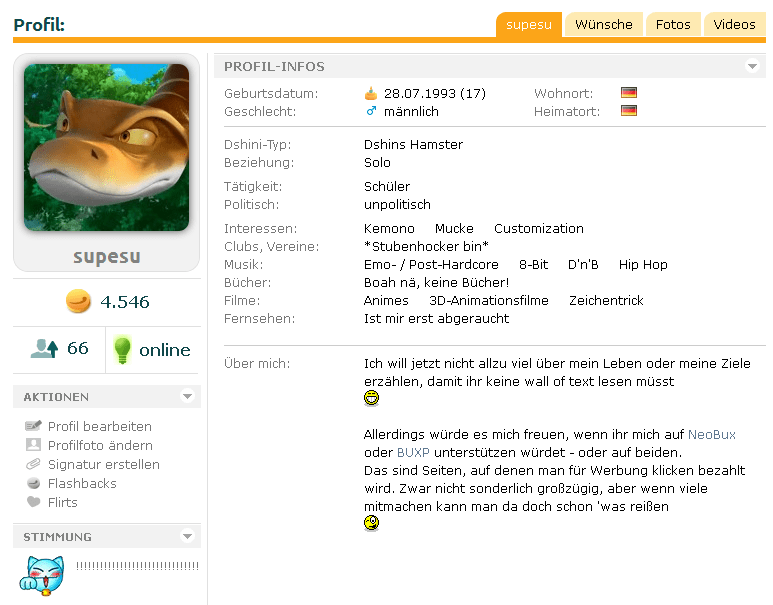 Profil:
supesu Wünsche Fotos Videos
supesu
4.546
66 online
AKTIONEN
Profil bearbeiten
Profilfoto ändern
Signatur erstellen
Flashbacks
Flirts
STIMMUNG
!!!!!!!!!!!!!!!!!!!!!!!!!!!!!!!
PROFIL-INFOS
Geburtsdatum: 28.07.1993 (17) Wohnort:
Geschlecht: männlich Heimatort:
Dshini-Typ: Dshins Hamster
Beziehung: Solo
Tätigkeit: Schüler
Politisch: unpolitisch
Interessen: Kemono Mucke Customization
Clubs, Vereine: *Stubenhocker bin*
Musik: Emo- / Post-Hardcore 8-Bit D'n'B Hip Hop
Bücher: Boah nä, keine Bücher!
Filme: Animes 3D-Animationsfilme Zeichentrick
Fernsehen: Ist mir erst abgeraucht
Über mich: Ich will jetzt nicht allzu viel über mein Leben oder meine Ziele
erzählen, damit ihr keine wall of text lesen müsst
Allerdings würde es mich freuen, wenn ihr mich auf NeoBux
oder BUXP unterstützen würdet - oder auf beiden.
Das sind Seiten, auf denen man für Werbung klicken bezahlt
wird. Zwar nicht sonderlich großzügig, aber wenn viele
mitmachen kann man da doch schon 'was reißen